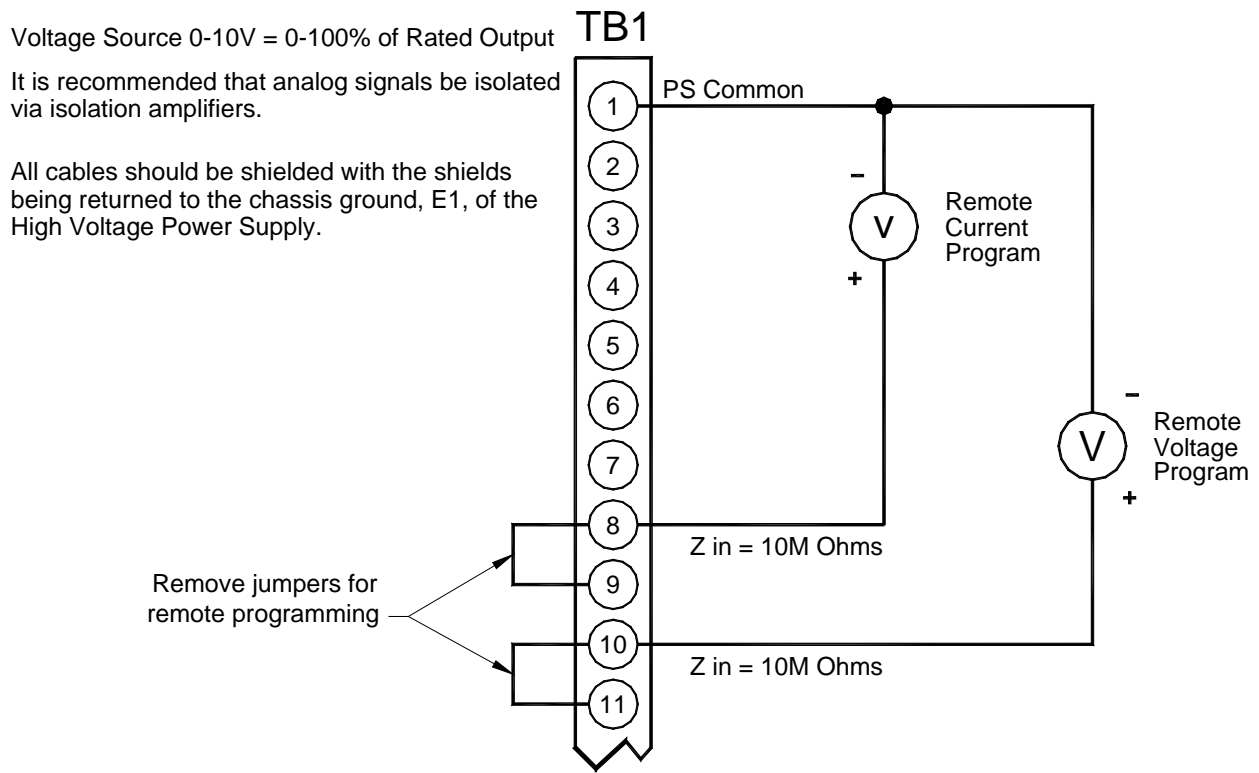 Voltage Source 0-10V = 0-100% of Rated Output
It is recommended that analog signals be isolated
via isolation amplifiers.
All cables should be shielded with the shields
being returned to the chassis ground, E1, of the
High Voltage Power Supply.
TB1
1
PS Common
2
3
4
5
6
7
8
9
10
11
-
V
+
Remote
Current
Program
-
V
+
Remote
Voltage
Program
Z in = 10M Ohms
Z in = 10M Ohms
Remove jumpers for
remote programming